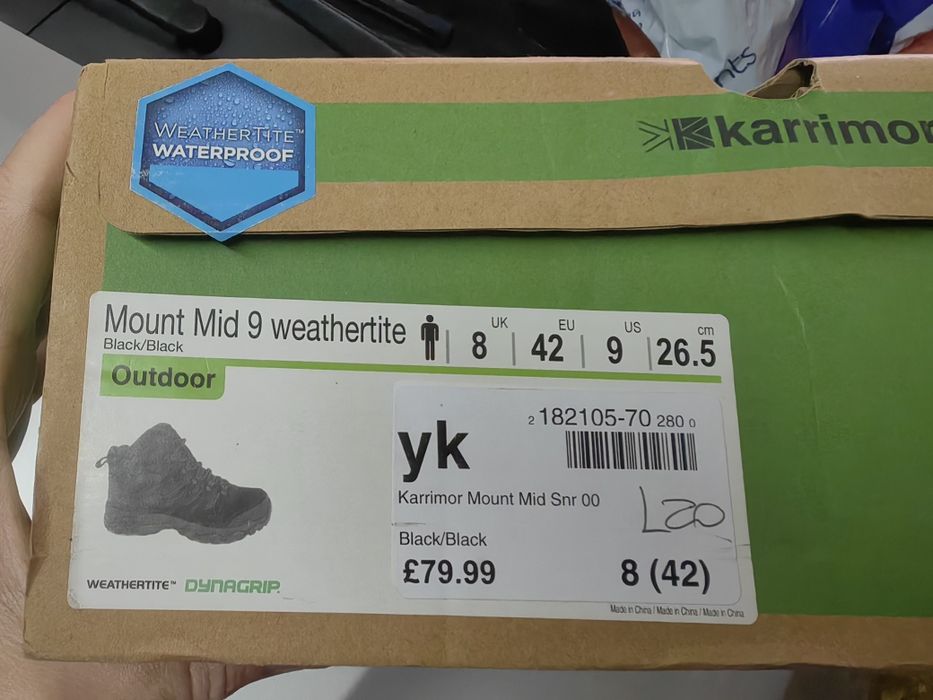 nts
WEATHERTITE™
WATERPROOF
karrimor
Mount Mid 9 weathertite
Black/Black
UK 8
EU 42
US 9
cm 26.5
Outdoor
yk
2 182105-70 280 0
Karrimor Mount Mid Snr 00
L20
Black/Black
£79.99 8 (42)
WEATHERTITE™ DYNAGRIP.
Made in China / Made in China / Made in China